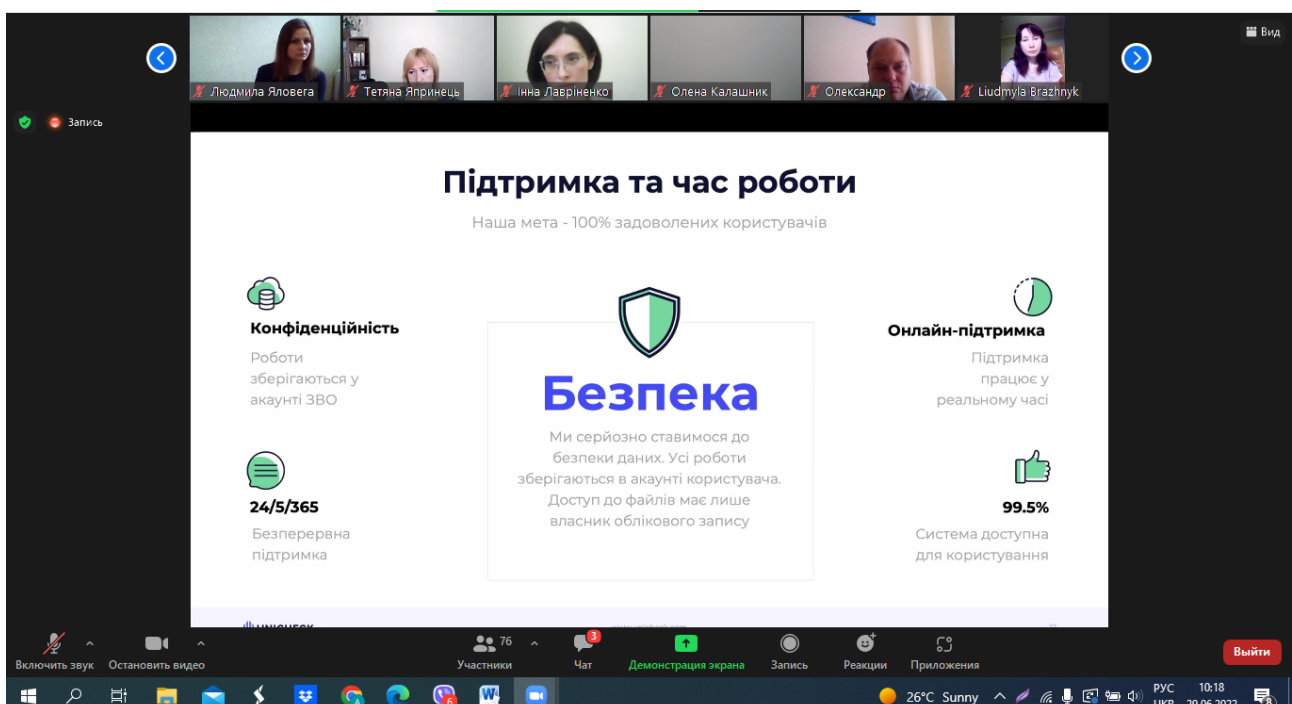 Вид
Людмила Яловега
Тетяна Япринець
Інна Лавріненко
Олена Калашник
Олександр
Liudmyla Brazhnyk
Запись
Підтримка та час роботи
Наша мета - 100% задоволених користувачів
Конфіденційність
Роботи
зберігаються у
акаунті ЗВО
24/5/365
Безперервна
підтримка
Безпека
Ми серйозно ставимося до
безпеки даних. Усі роботи
зберігаються в акаунті користувача.
Доступ до файлів має лише
власник облікового запису
Онлайн-підтримка
Підтримка
працює у
реальному часі
99.5%
Система доступна
для користування
UNICHECK
Включить звук
Остановить видео
76
Участники
3
Чат
Демонстрация экрана
Запись
Реакции
Приложения
Выйти
26°C Sunny
РУС
УКР
10:18